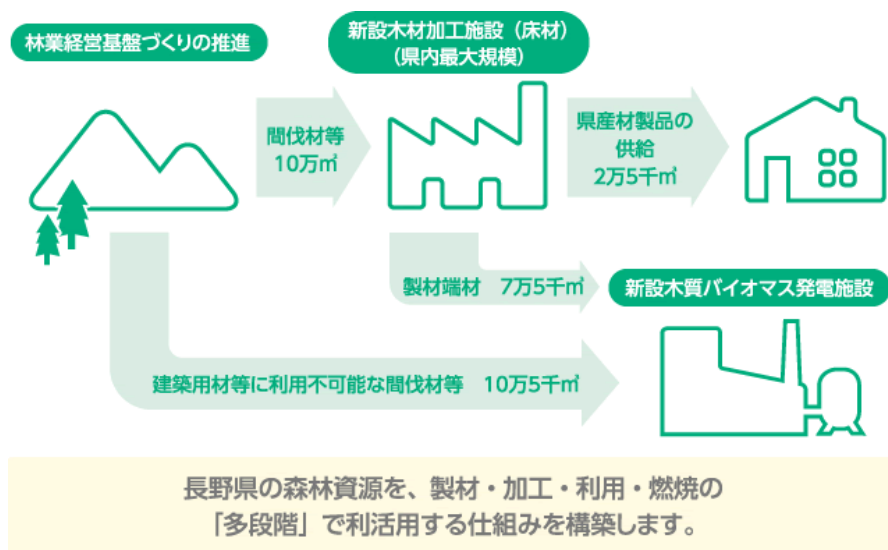 林業経営基盤づくりの推進
新設木材加工施設（床材）
（県内最大規模）
間伐材等
10万㎥
県産材製品の
供給
2万5千㎥
製材端材　7万5千㎥
新設木質バイオマス発電施設
建築用材等に利用不可能な間伐材等　10万5千㎥
長野県の森林資源を、製材・加工・利用・燃焼の
「多段階」で利活用する仕組みを構築します。